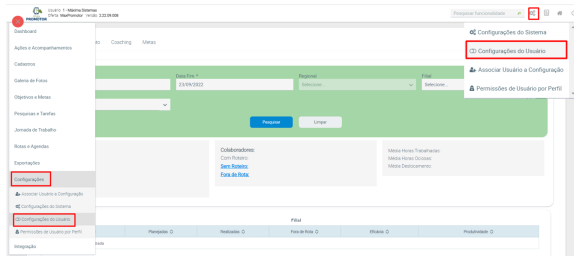 Usuário: 1 - Máxima Sistemas
Oferta: MaxPromotor Versão: 2.22.09.008
PROMOTOR
Pesquisar funcionalidade
Dashboard
Ações e Acompanhamentos
Coaching
Metas
Cadastros
Galeria de Fotos
Objetivos e Metas
Pesquisas e Tarefas
Jornada de Trabalho
Rotas e Agendas
Exportações
Configurações
Associar Usuário a Configuração
Configurações do Sistema
Configurações do Usuário
Permissões de Usuário por Perfil
Integração
Configurações do Sistema
Configurações do Usuário
Associar Usuário a Configuração
Permissões de Usuário por Perfil
Data Fim *
Regional
Filial
23/09/2022
Selecione...
Selecione...
Pesquisar
Limpar
Colaboradores:
Com Roteiro:
Sem Roteiro:
Fora de Rota:
Média Horas Trabalhadas:
Média Horas Ociosas:
Média Deslocamento:
Filial
Planejadas
Realizadas
Fora de Rota
Efetiva
Produtividade